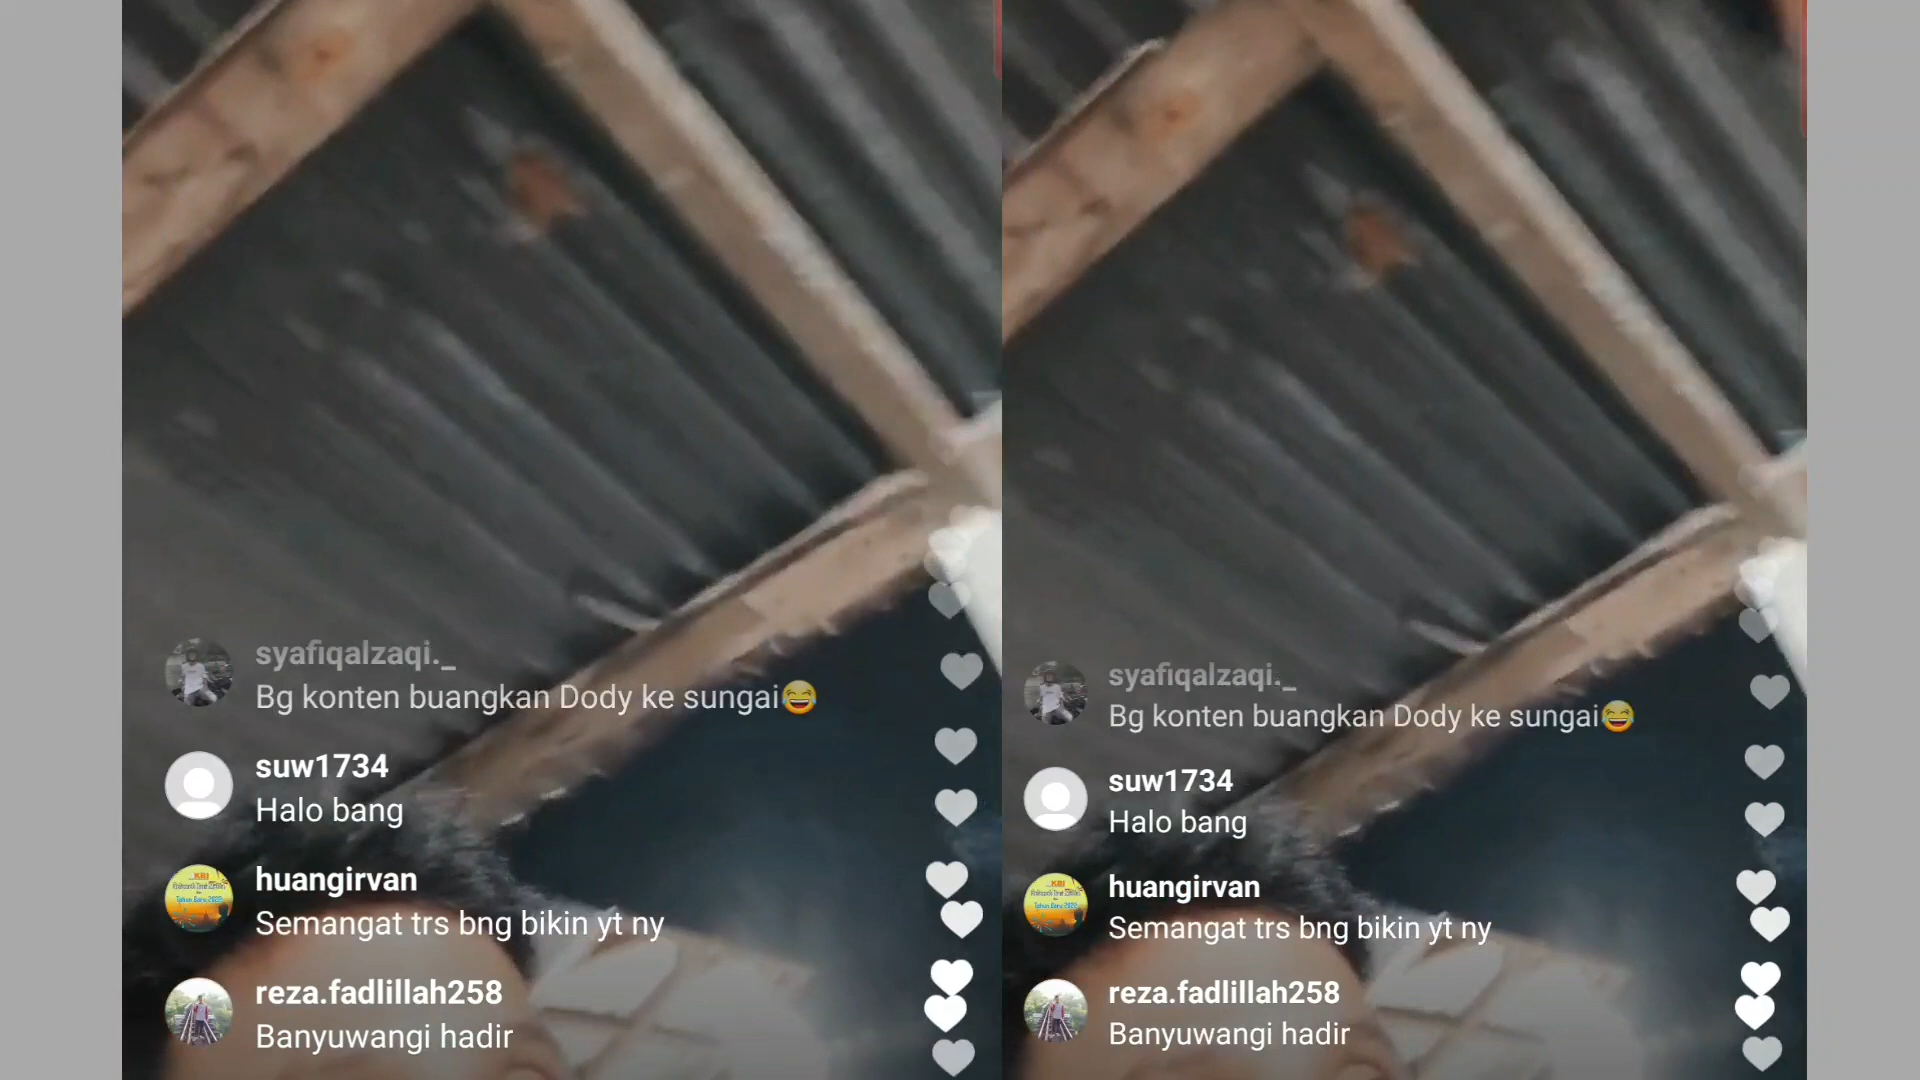 syafiqalzaqi._
Bg konten buangkan Dody ke sungai😂
suw1734
Halo bang
huangirvan
Semangat trs bng bikin yt ny
reza.fadlillah258
Banyuwangi hadir
syafiqalzaqi._
Bg konten buangkan Dody ke sungai😂
suw1734
Halo bang
huangirvan
Semangat trs bng bikin yt ny
reza.fadlillah258
Banyuwangi hadir